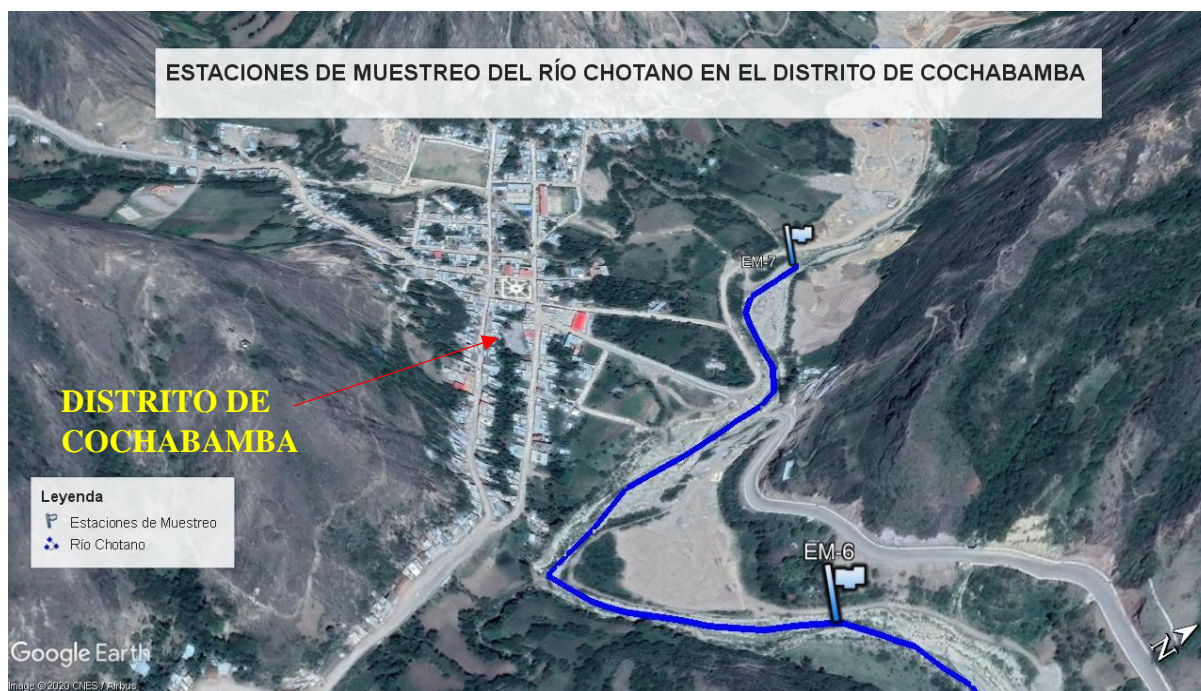 ESTACIONES DE MUESTREO DEL RÍO CHOTANO EN EL DISTRITO DE COCHABAMBA
EM-7
DISTRITO DE
COCHABAMBA
Leyenda
Estaciones de Muestreo
Río Chotano
EM-6
N
Google Earth
Image © 2020 CNES / Airbus